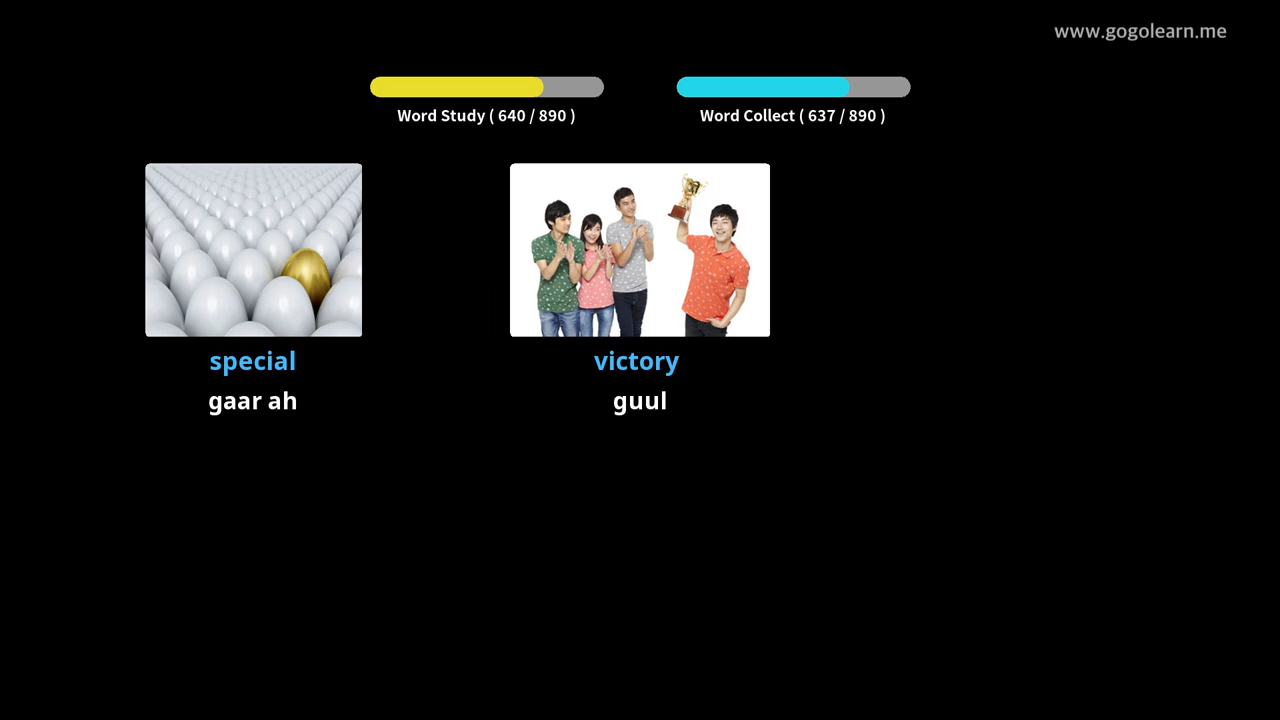 www.gogolearn.me
Word Study ( 640 / 890 )
Word Collect ( 637 / 890 )
special
gaar ah
victory
guul